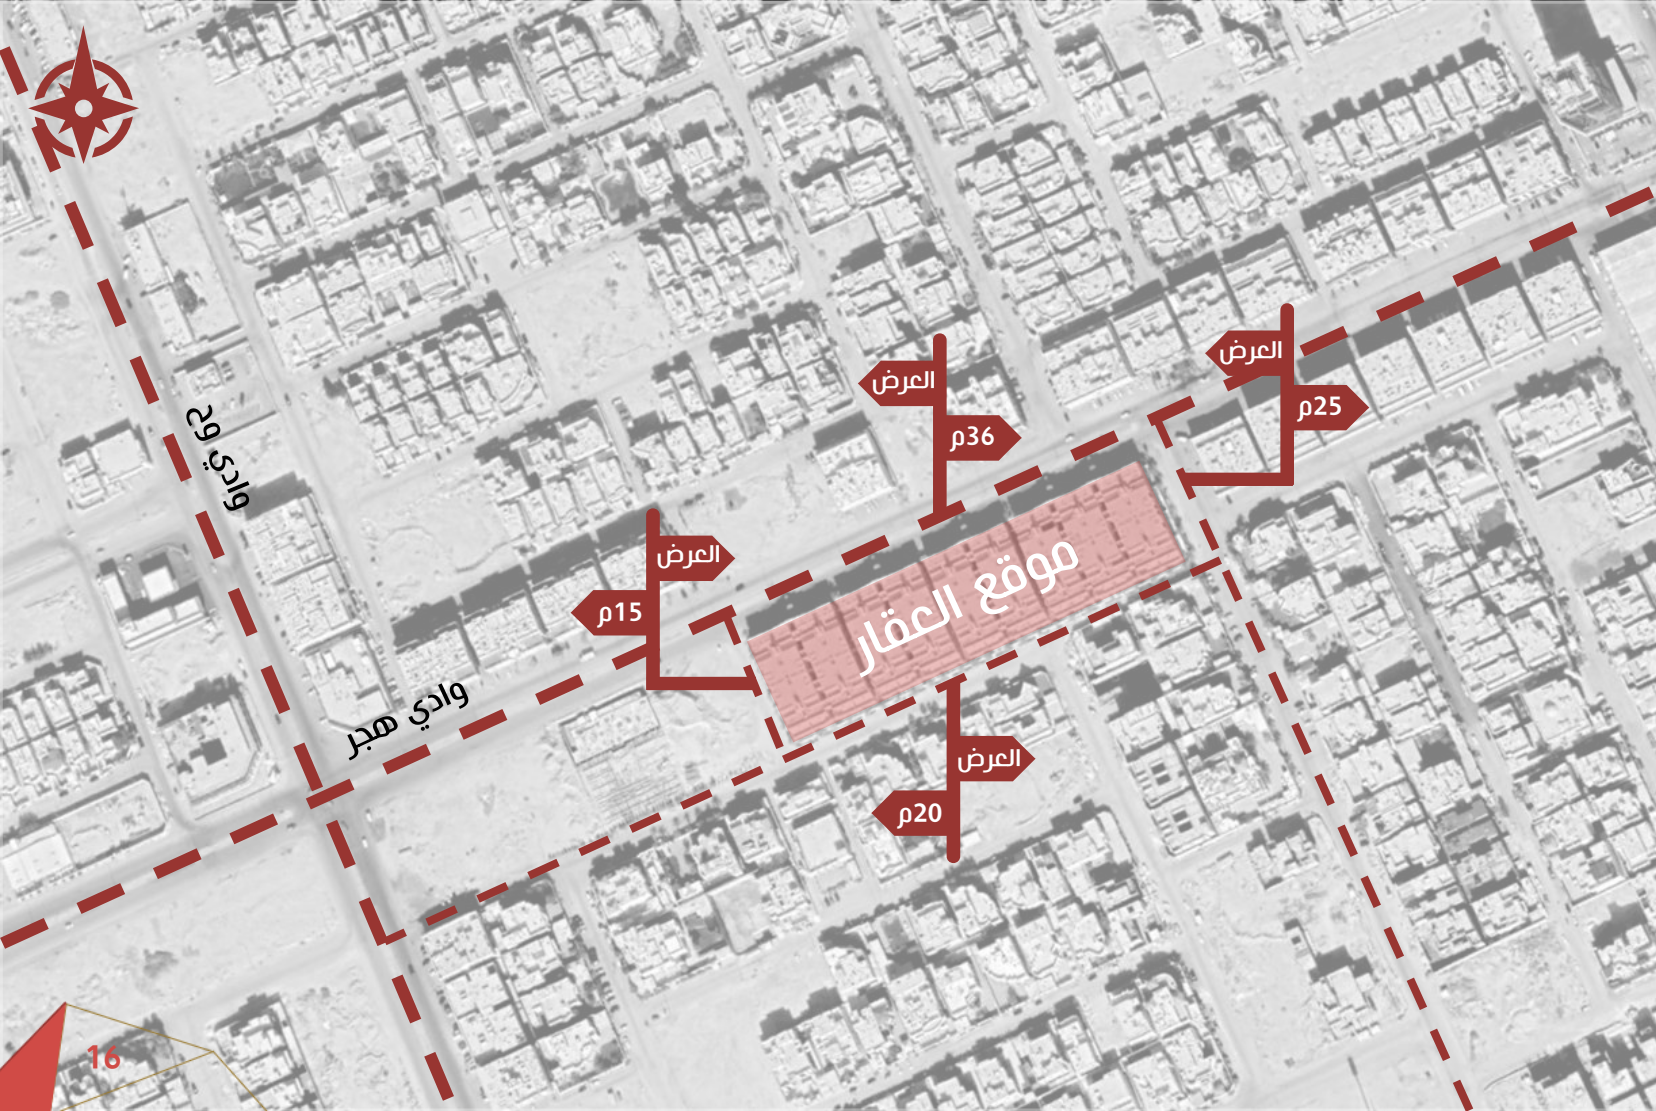 العرض
25م
العرض
36م
وادي وج
العرض
15م
موقع العقار
وادي هجر
العرض
20م
16